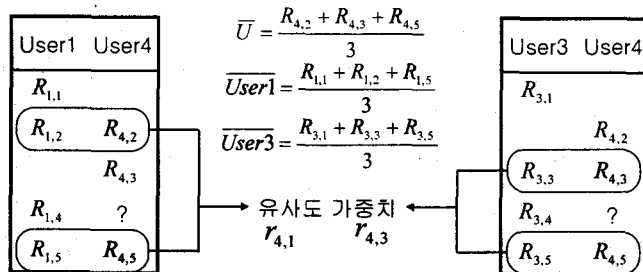 User1 User4
R1,1
R1,2 R4,2
R4,3
R1,4 ?
R1,5 R4,5
U = R4,2 + R4,3 + R4,5 / 3
User1 = R1,1 + R1,2 + R1,5 / 3
User3 = R3,1 + R3,3 + R3,5 / 3
유사도 가중치
r4,1 r4,3
User3 User4
R3,1
R4,2
R3,3 R4,3
R3,4 ?
R3,5 R4,5